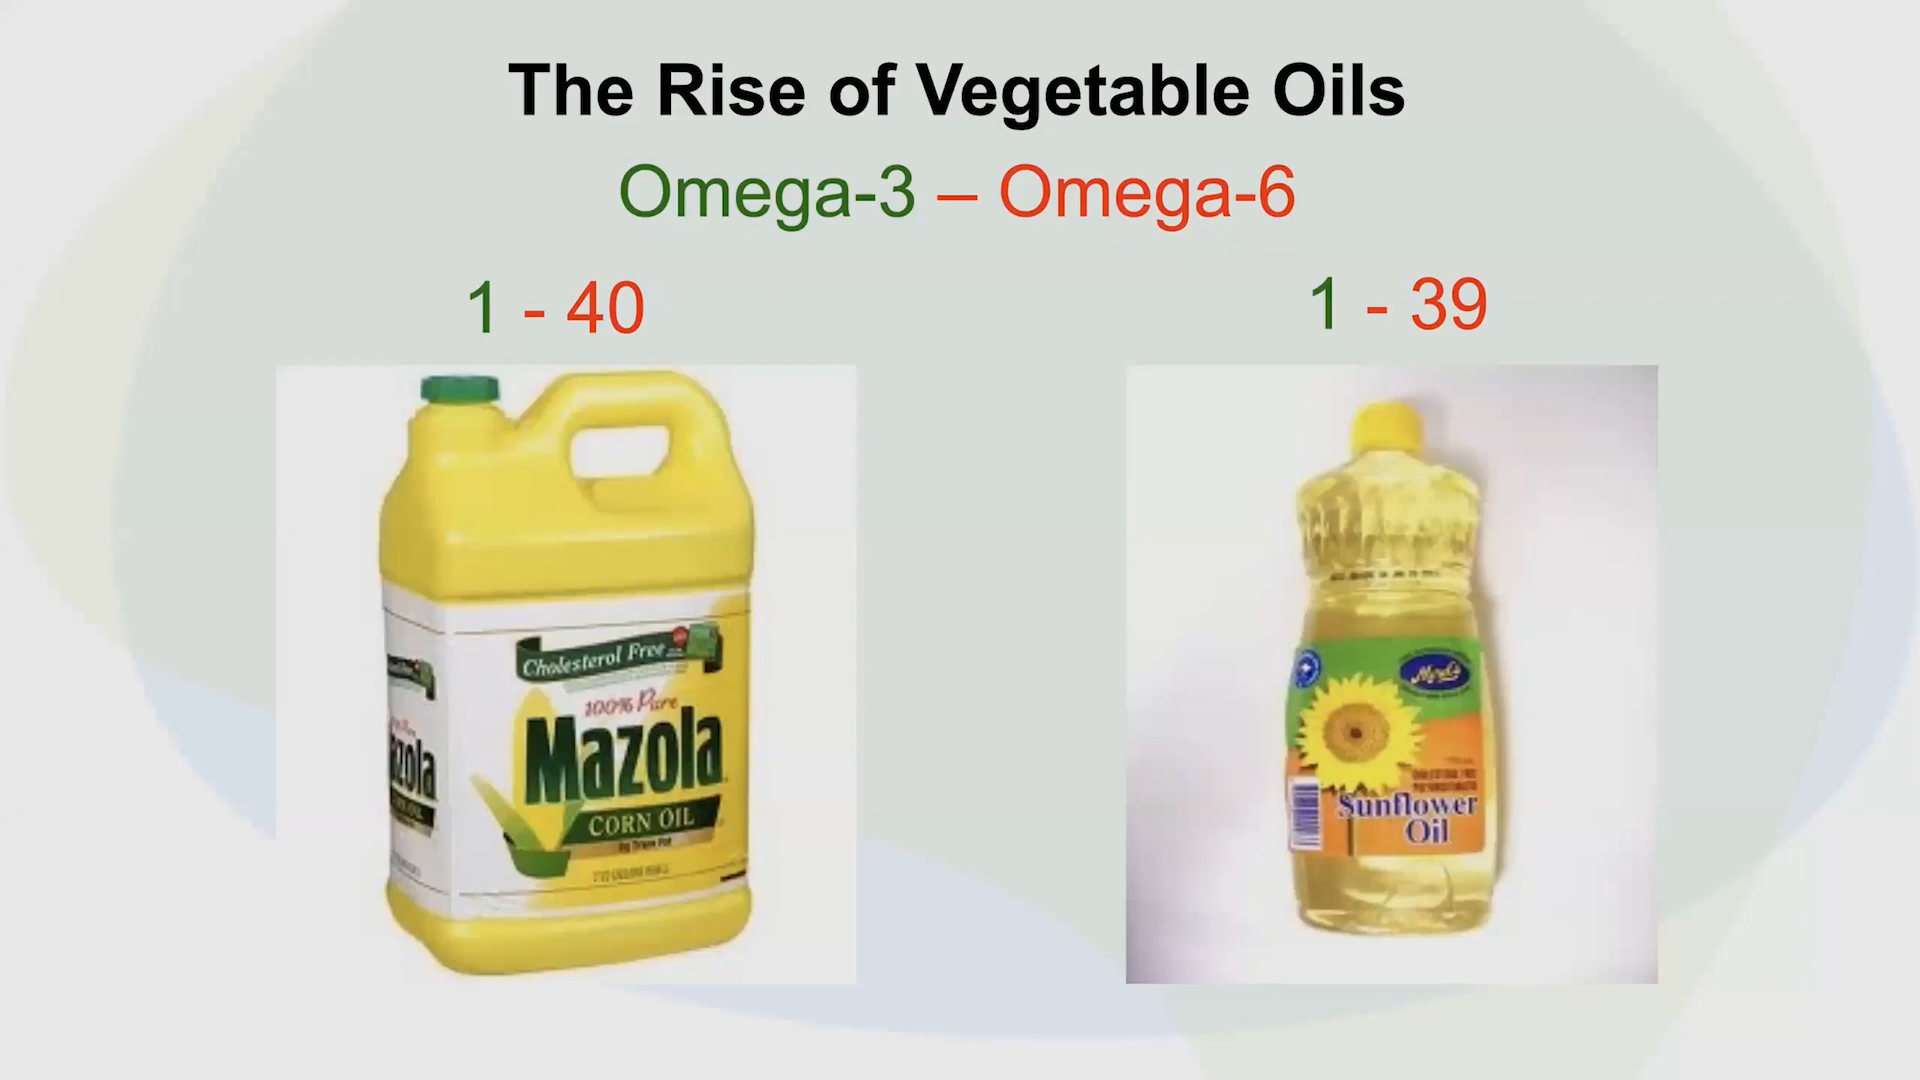 The Rise of Vegetable Oils
Omega-3 – Omega-6
1 - 40
1 - 39
Cholesterol Free
100% Pure
Mazola
CORN OIL
Sunflower
Oil